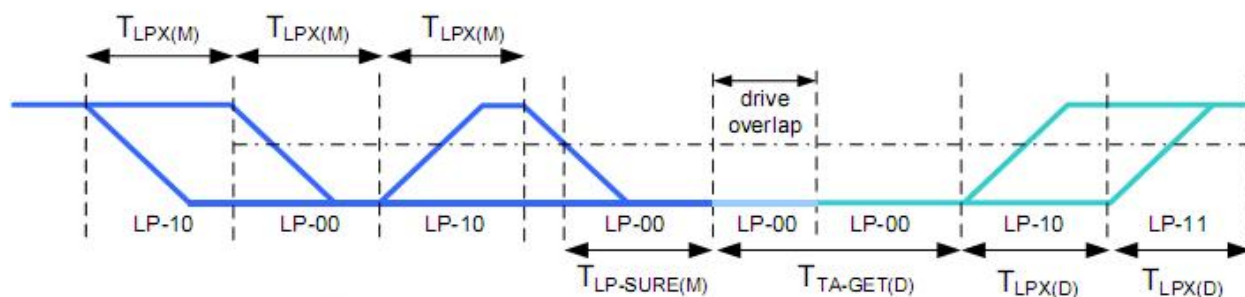 TLPX(M) TLPX(M) TLPX(M)
drive
overlap
LP-10 LP-00 LP-10 LP-00 LP-00 LP-00 LP-10 LP-11
TLP-SURE(M) TTA-GET(D) TLPX(D) TLPX(D)